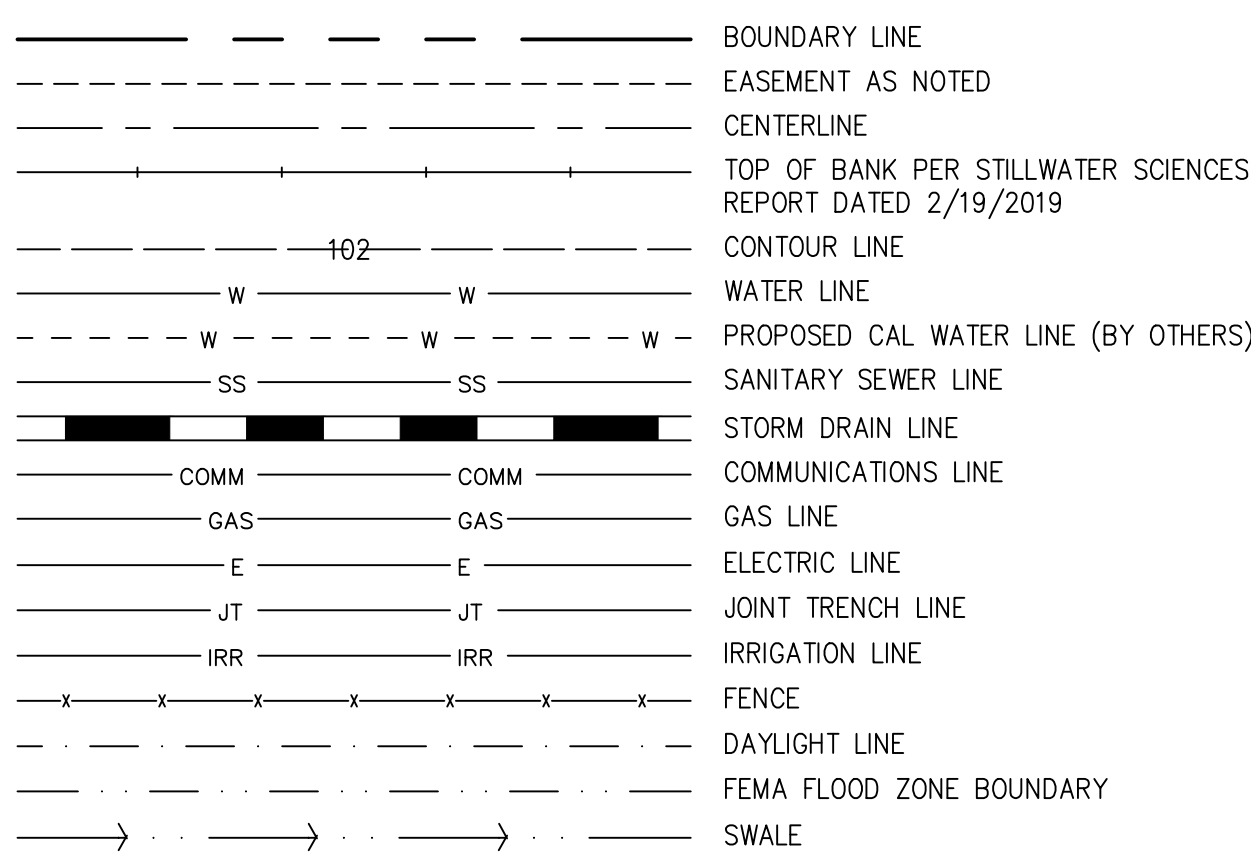 BOUNDARY LINE
EASEMENT AS NOTED
CENTERLINE
TOP OF BANK PER STILLWATER SCIENCES
REPORT DATED 2/19/2019
102 CONTOUR LINE
W W WATER LINE
W W W PROPOSED CAL WATER LINE (BY OTHERS)
SS SS SANITARY SEWER LINE
STORM DRAIN LINE
COMM COMM COMMUNICATIONS LINE
GAS GAS GAS LINE
E E ELECTRIC LINE
JT JT JOINT TRENCH LINE
IRR IRR IRRIGATION LINE
x x x x x x x FENCE
DAYLIGHT LINE
FEMA FLOOD ZONE BOUNDARY
SWALE